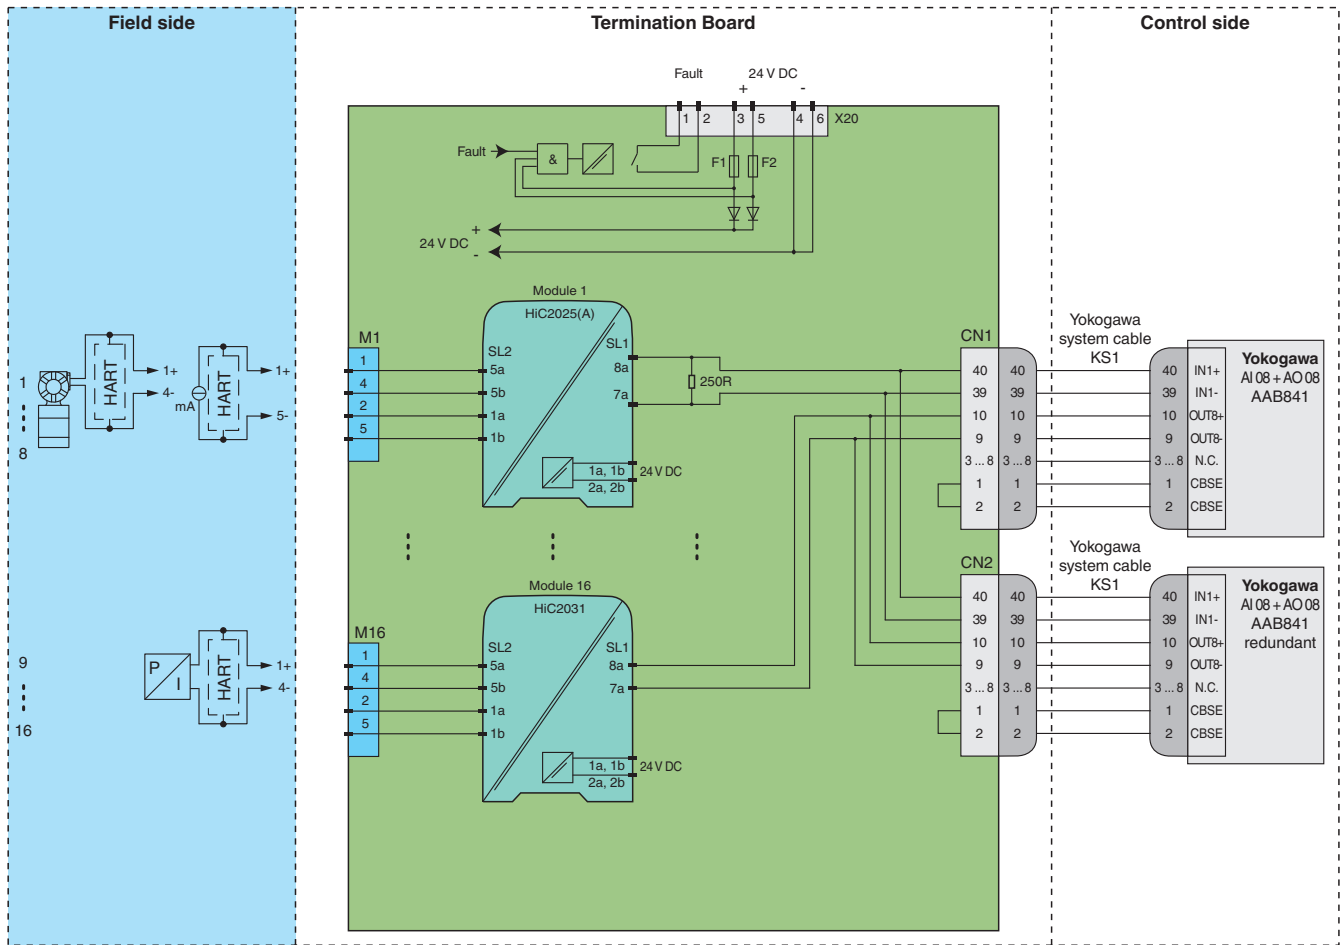 Field side
Termination Board
Control side
Fault
24 V DC
+
-
1 2 3 5 4 6
X20
Fault
&
F1
F2
+
24 V DC
-
Module 1
HiC2025(A)
M1
1
4
2
5
SL2
5a
5b
1a
1b
SL1
8a
7a
250R
1a, 1b
2a, 2b
24 V DC
1
8
HART
1+
4-
mA
HART
1+
5-
CN1
40 40
39 39
10 10
9 9
3 ... 8 3 ... 8
1 1
2 2
Yokogawa
system cable
KS1
40 IN1+
39 IN1-
10 OUT8+
9 OUT8-
3 ... 8 N.C.
1 CBSE
2 CBSE
Yokogawa
AI 08 + AO 08
AAB841
Module 16
HiC2031
M16
1
4
2
5
SL2
5a
5b
1a
1b
SL1
8a
7a
1a, 1b
2a, 2b
24 V DC
9
16
P
I
HART
1+
4-
CN2
40 40
39 39
10 10
9 9
3 ... 8 3 ... 8
1 1
2 2
Yokogawa
system cable
KS1
40 IN1+
39 IN1-
10 OUT8+
9 OUT8-
3 ... 8 N.C.
1 CBSE
2 CBSE
Yokogawa
AI 08 + AO 08
AAB841
redundant